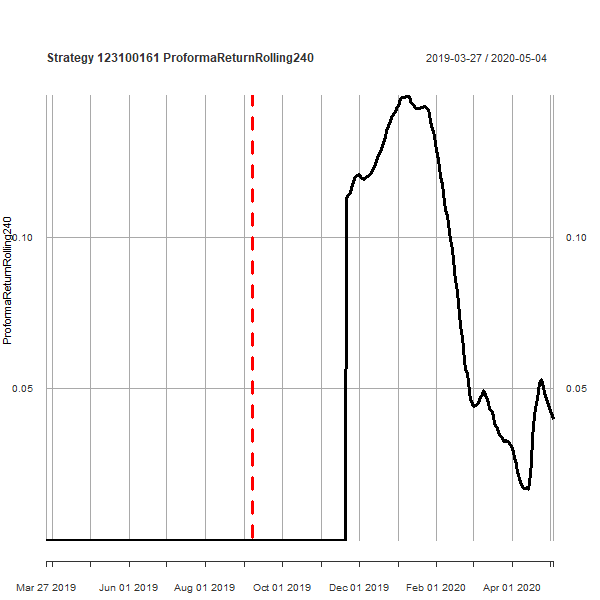 Strategy 123100161 ProformaReturnRolling240
2019-03-27 / 2020-05-04
ProformaReturnRolling240
0.10
0.10
0.05
0.05
Mar 27 2019
Jun 01 2019
Aug 01 2019
Oct 01 2019
Dec 01 2019
Feb 01 2020
Apr 01 2020